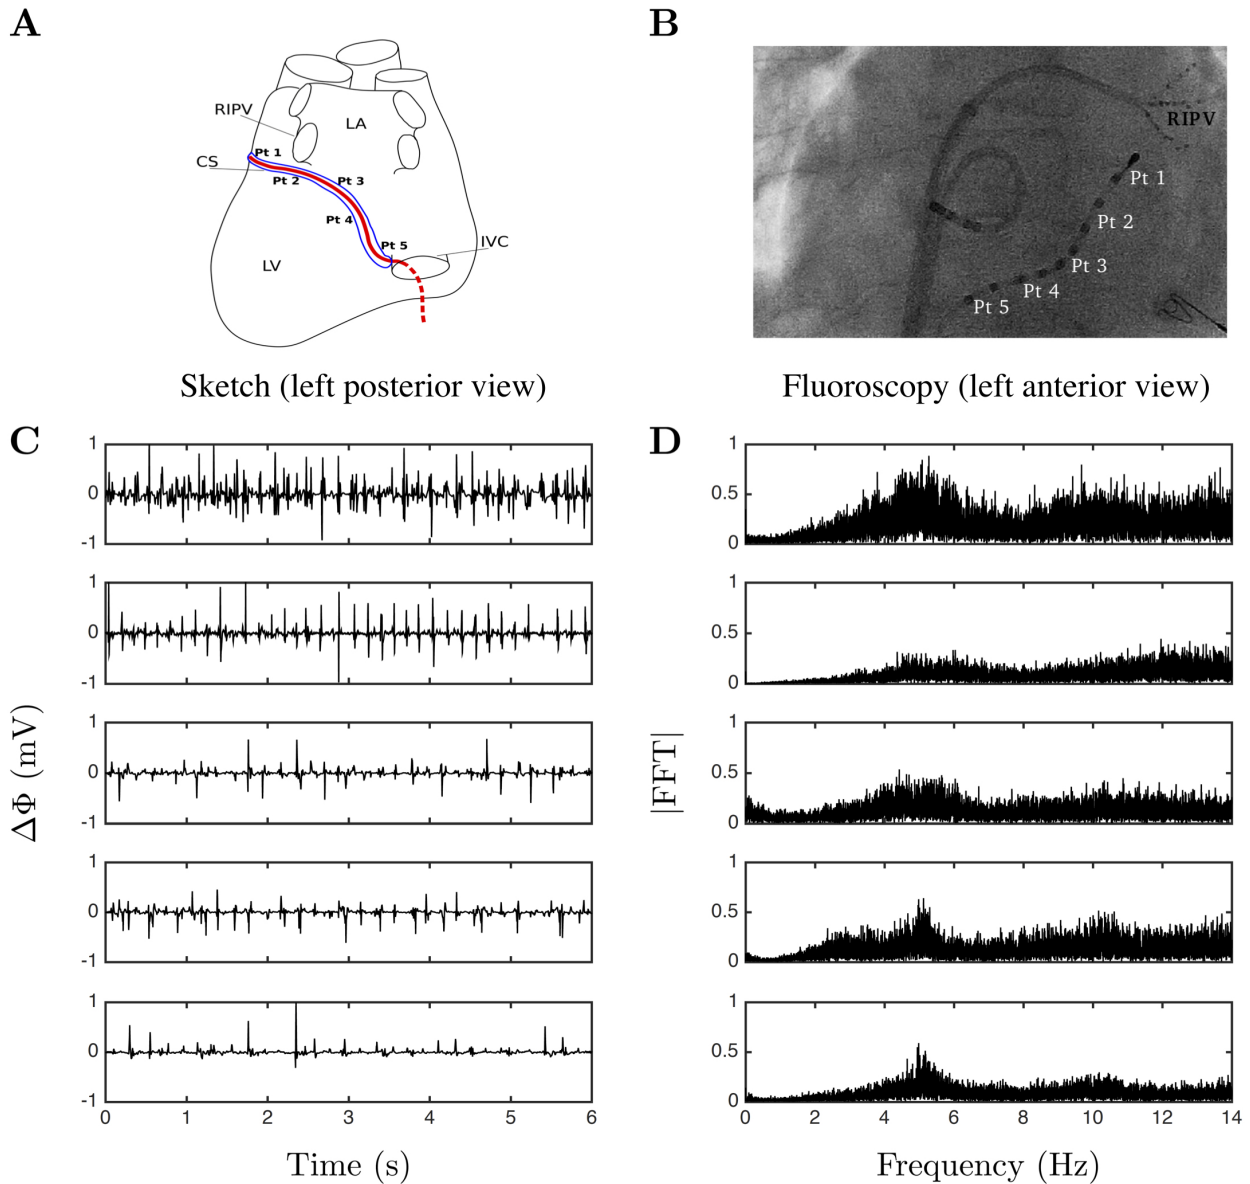 A
RIPV
LA
Pt 1
CS
Pt 2
Pt 3
Pt 4
Pt 5
IVC
LV
Sketch (left posterior view)
B
RIPV
Pt 1
Pt 2
Pt 3
Pt 4
Pt 5
Fluoroscopy (left anterior view)
C
1
0
-1
1
0
-1
1
0
-1
1
0
-1
1
0
-1
0 1 2 3 4 5 6
ΔΦ (mV)
Time (s)
D
1
0.5
0
1
0.5
0
1
0.5
0
1
0.5
0
1
0.5
0
0 2 4 6 8 10 12 14
|FFT|
Frequency (Hz)